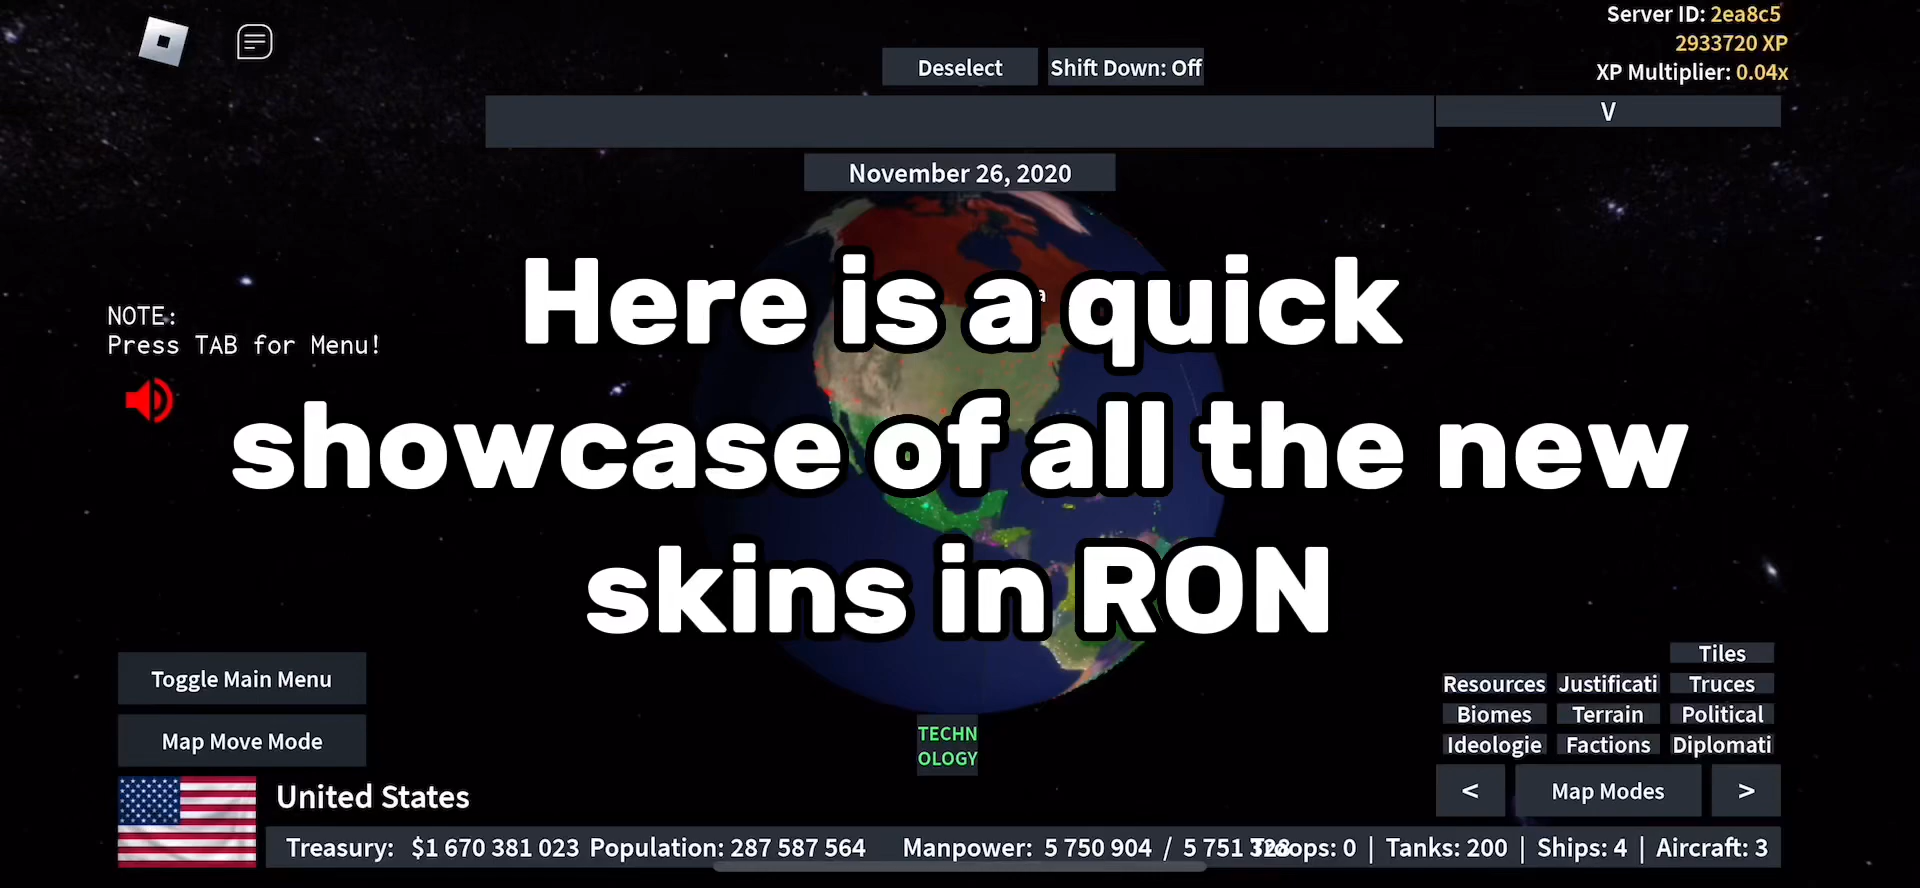 Server ID: 2ea8c5
2933720 XP
XP Multiplier: 0.04x
Deselect
Shift Down: Off
V
November 26, 2020
NOTE:
Press TAB for Menu!
Here is a quick
showcase of all the new
skins in RON
Toggle Main Menu
Map Move Mode
TECHN
OLOGY
Tiles
Resources Justificati Truces
Biomes Terrain Political
Ideologie Factions Diplomati
< Map Modes >
United States
Treasury: $1 670 381 023 Population: 287 587 564 Manpower: 5 750 904 / 5 751 328 Troops: 0 | Tanks: 200 | Ships: 4 | Aircraft: 3